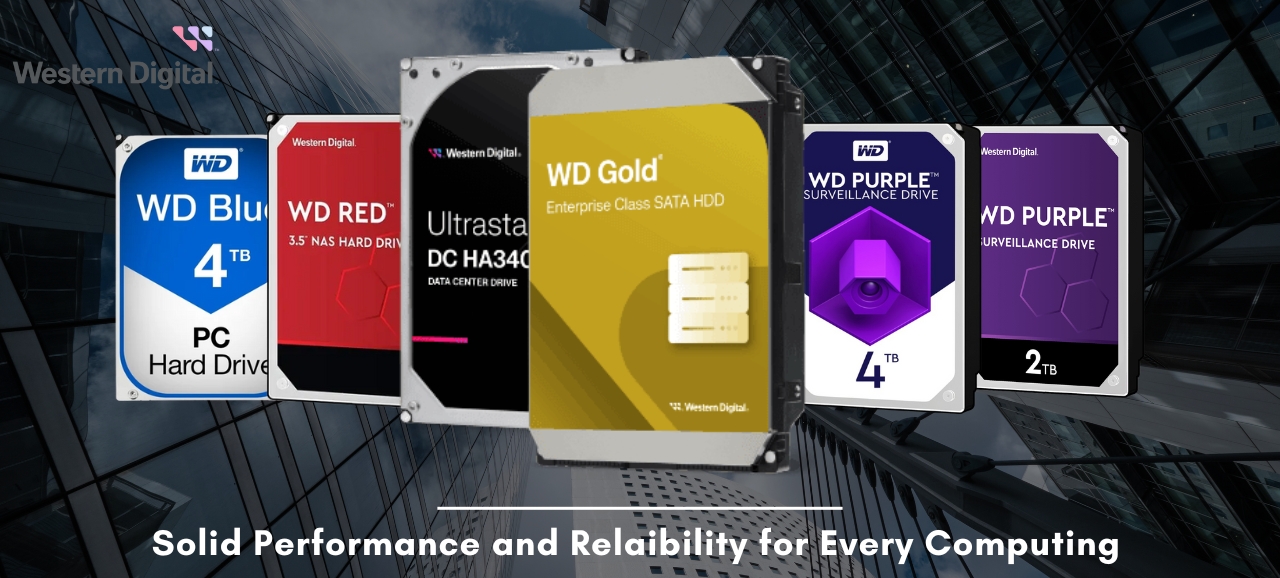 Western Digital
WD
WD Blue
4TB
PC
Hard Drive
Western Digital.
WD RED™
3.5" NAS HARD DRIV
Western Digital.
Ultrasta
DC HA340
DATA CENTER DRIVE
WD Gold®
Enterprise Class SATA HDD
Western Digital.
WD
WD PURPLE™
SURVEILLANCE DRIVE
4TB
Western Digital.
WD PURPLE™
SURVEILLANCE DRIVE
2TB
Solid Performance and Relaibility for Every Computing